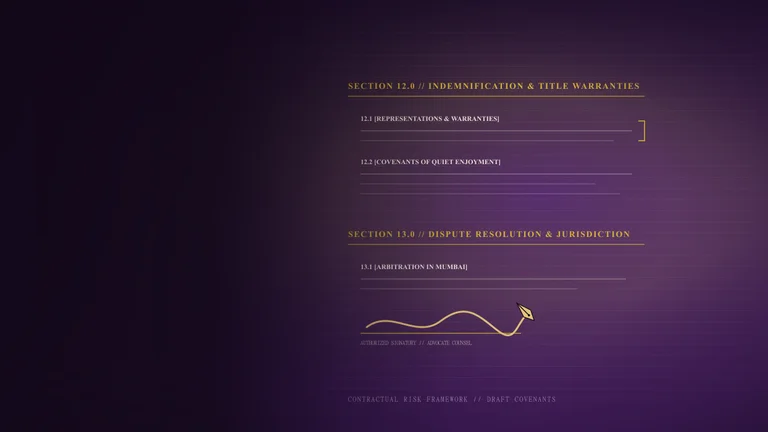 SECTION 12.0 // INDEMNIFICATION & TITLE WARRANTIES
12.1 [REPRESENTATIONS & WARRANTIES]
12.2 [COVENANTS OF QUIET ENJOYMENT]
SECTION 13.0 // DISPUTE RESOLUTION & JURISDICTION
13.1 [ARBITRATION IN MUMBAI]
AUTHORIZED SIGNATORY // ADVOCATE COUNSEL
CONTRACTUAL RISK FRAMEWORK // DRAFT COVENANTS